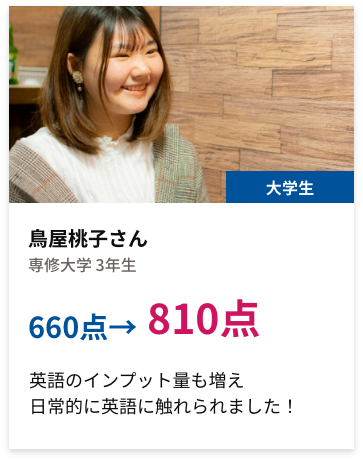 大学生
鳥屋桃子さん
専修大学 3年生
660点→ 810点
英語のインプット量も増え
日常的に英語に触れられました！